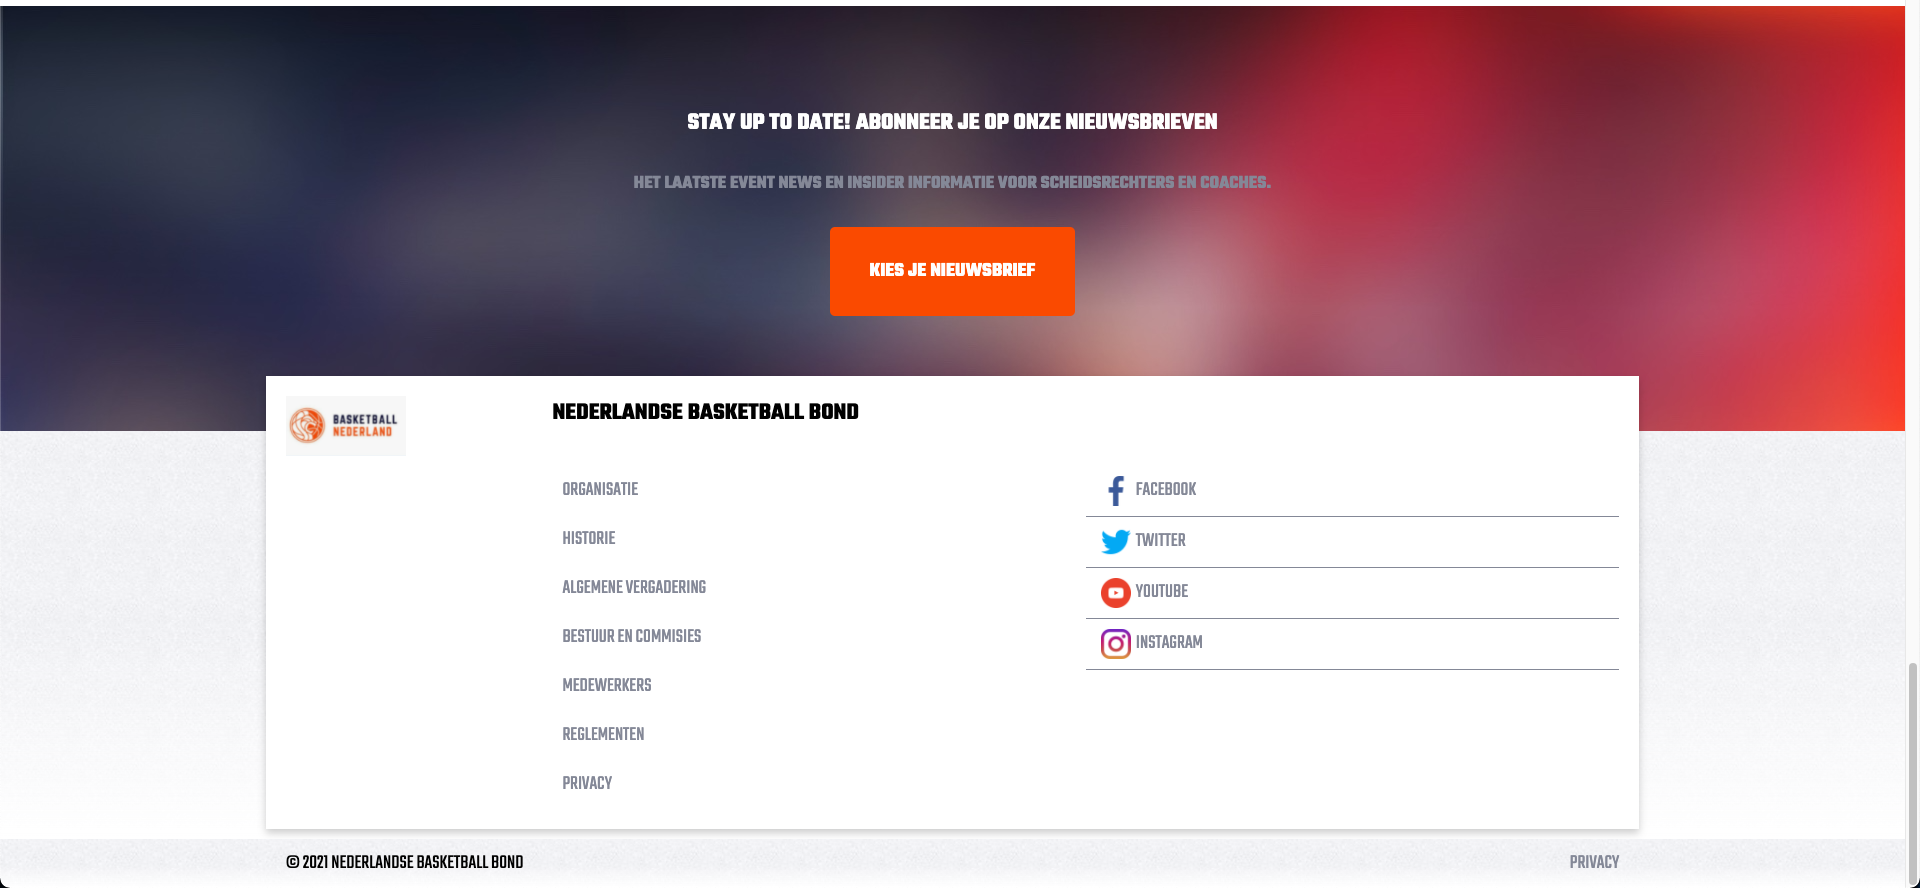 STAY UP TO DATE! ABONNEER JE OP ONZE NIEUWSBRIEVEN
HET LAATSTE EVENT NEWS EN INSIDER INFORMATIE VOOR SCHEIDSRECHTERS EN COACHES.
KIES JE NIEUWSBRIEF
BASKETBALL
NEDERLAND
NEDERLANDSE BASKETBALL BOND
ORGANISATIE
HISTORIE
ALGEMENE VERGADERING
BESTUUR EN COMMISIES
MEDEWERKERS
REGLEMENTEN
PRIVACY
FACEBOOK
TWITTER
YOUTUBE
INSTAGRAM
© 2021 NEDERLANDSE BASKETBALL BOND
PRIVACY